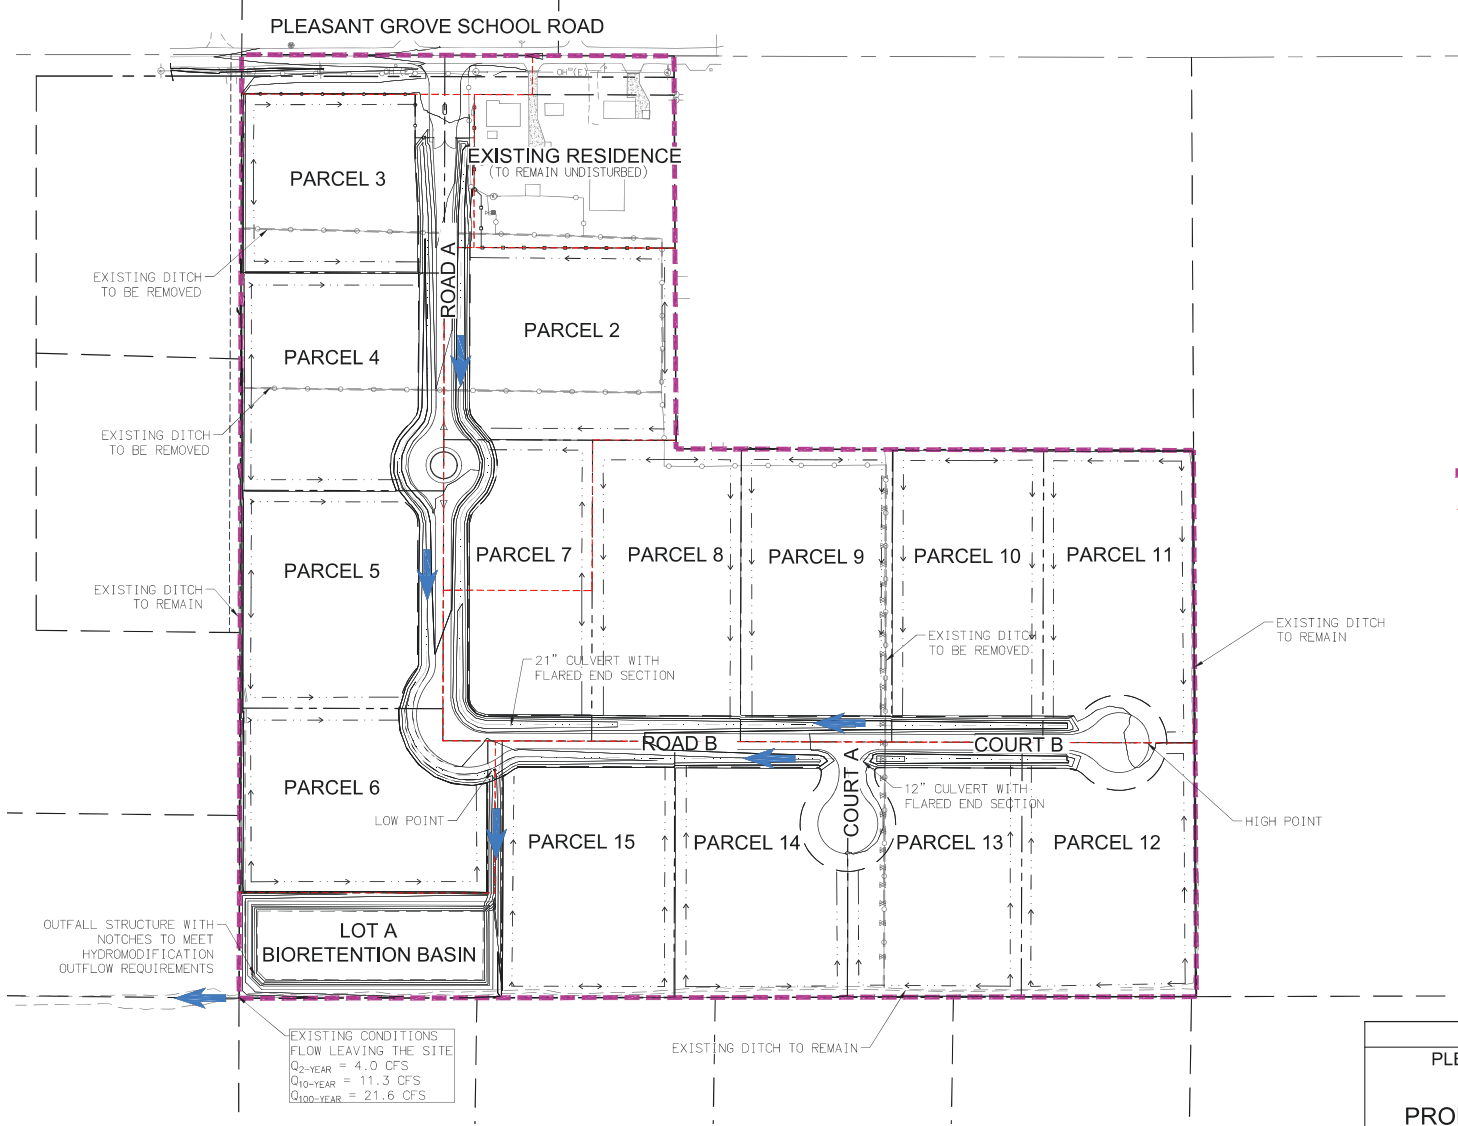 PLEASANT GROVE SCHOOL ROAD
OH (E)
EXISTING RESIDENCE
(TO REMAIN UNDISTURBED)
PARCEL 3
ROAD A
EXISTING DITCH
TO BE REMOVED
PARCEL 2
PARCEL 4
EXISTING DITCH
TO BE REMOVED
PARCEL 5
PARCEL 7
PARCEL 8
PARCEL 9
PARCEL 10
PARCEL 11
EXISTING DITCH
TO REMAIN
EXISTING DITCH
TO BE REMOVED
EXISTING DITCH
TO REMAIN
21" CULVERT WITH
FLARED END SECTION
ROAD B
COURT B
COURT A
PARCEL 6
12" CULVERT WITH
FLARED END SECTION
LOW POINT
HIGH POINT
PARCEL 15
PARCEL 14
PARCEL 13
PARCEL 12
OUTFALL STRUCTURE WITH
NOTCHES TO MEET
HYDROMODIFICATION
OUTFLOW REQUIREMENTS
LOT A
BIORETENTION BASIN
EXISTING CONDITIONS
FLOW LEAVING THE SITE
Q2-YEAR = 4.0 CFS
Q10-YEAR = 11.3 CFS
Q100-YEAR = 21.6 CFS
EXISTING DITCH TO REMAIN
PLE
PRO